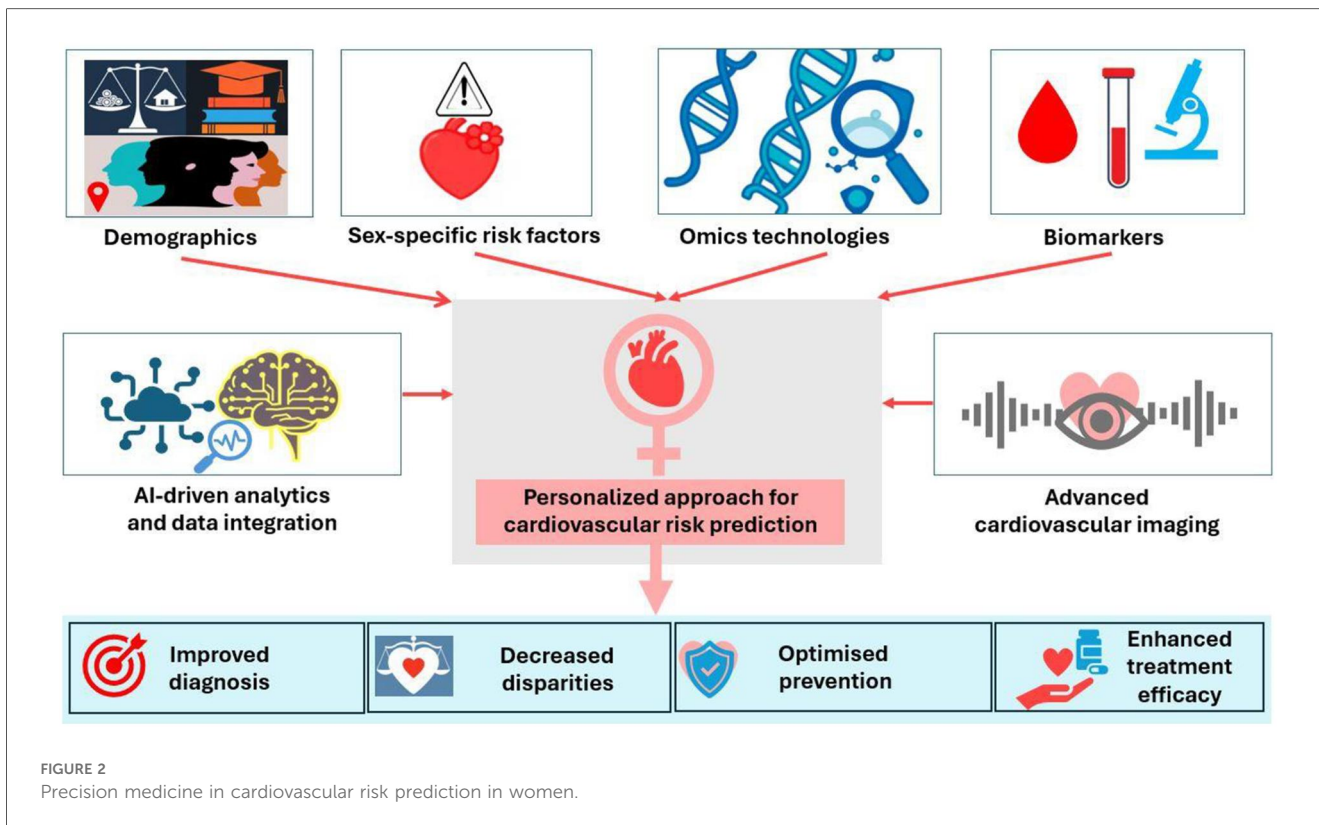 Demographics
Sex-specific risk factors
Omics technologies
Biomarkers
AI-driven analytics
and data integration
Personalized approach for
cardiovascular risk prediction
Advanced
cardiovascular imaging
Improved
diagnosis
Decreased
disparities
Optimised
prevention
Enhanced
treatment
efficacy
FIGURE 2
Precision medicine in cardiovascular risk prediction in women.